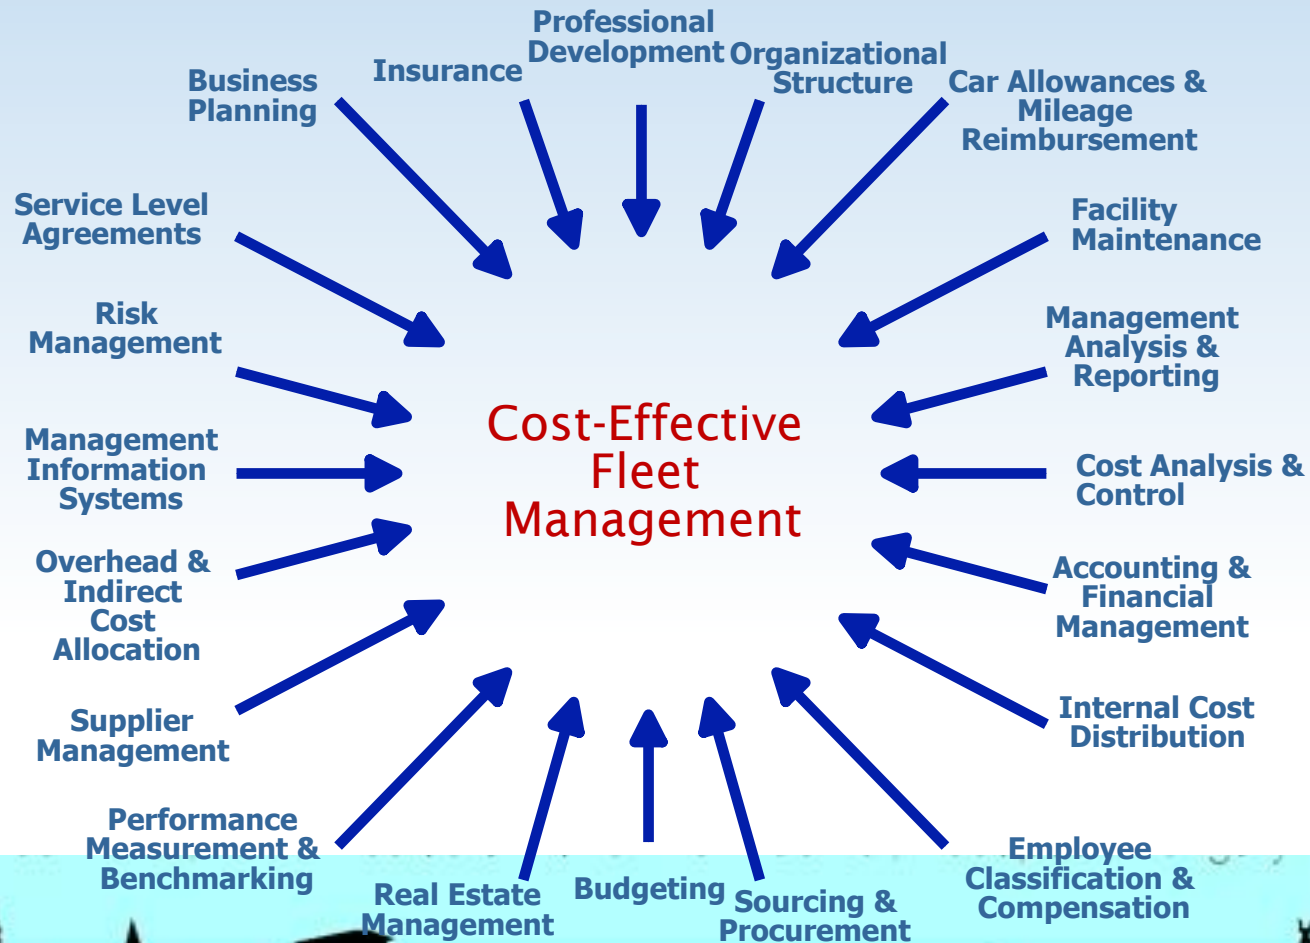 Professional
Development
Organizational
Structure
Insurance
Business
Planning
Car Allowances &
Mileage
Reimbursement
Service Level
Agreements
Facility
Maintenance
Risk
Management
Management
Analysis &
Reporting
Cost-Effective
Fleet
Management
Management
Information
Systems
Cost Analysis &
Control
Overhead &
Indirect
Cost
Allocation
Accounting &
Financial
Management
Supplier
Management
Internal Cost
Distribution
Performance
Measurement &
Benchmarking
Real Estate
Management
Budgeting
Sourcing &
Procurement
Employee
Classification &
Compensation